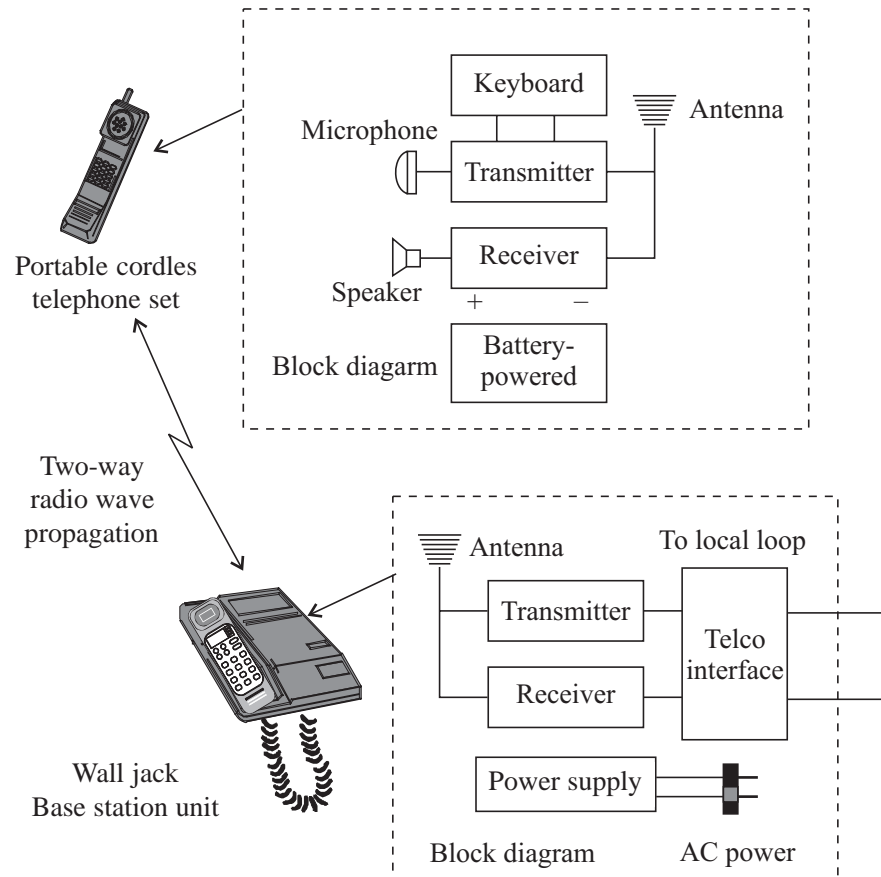 Keyboard
Antenna
Microphone
Transmitter
Receiver
Speaker
+ −
Portable cordles
telephone set
Block diagarm
Battery-
powered
Two-way
radio wave
propagation
Antenna
To local loop
Transmitter
Telco
interface
Receiver
Wall jack
Base station unit
Power supply
Block diagram
AC power